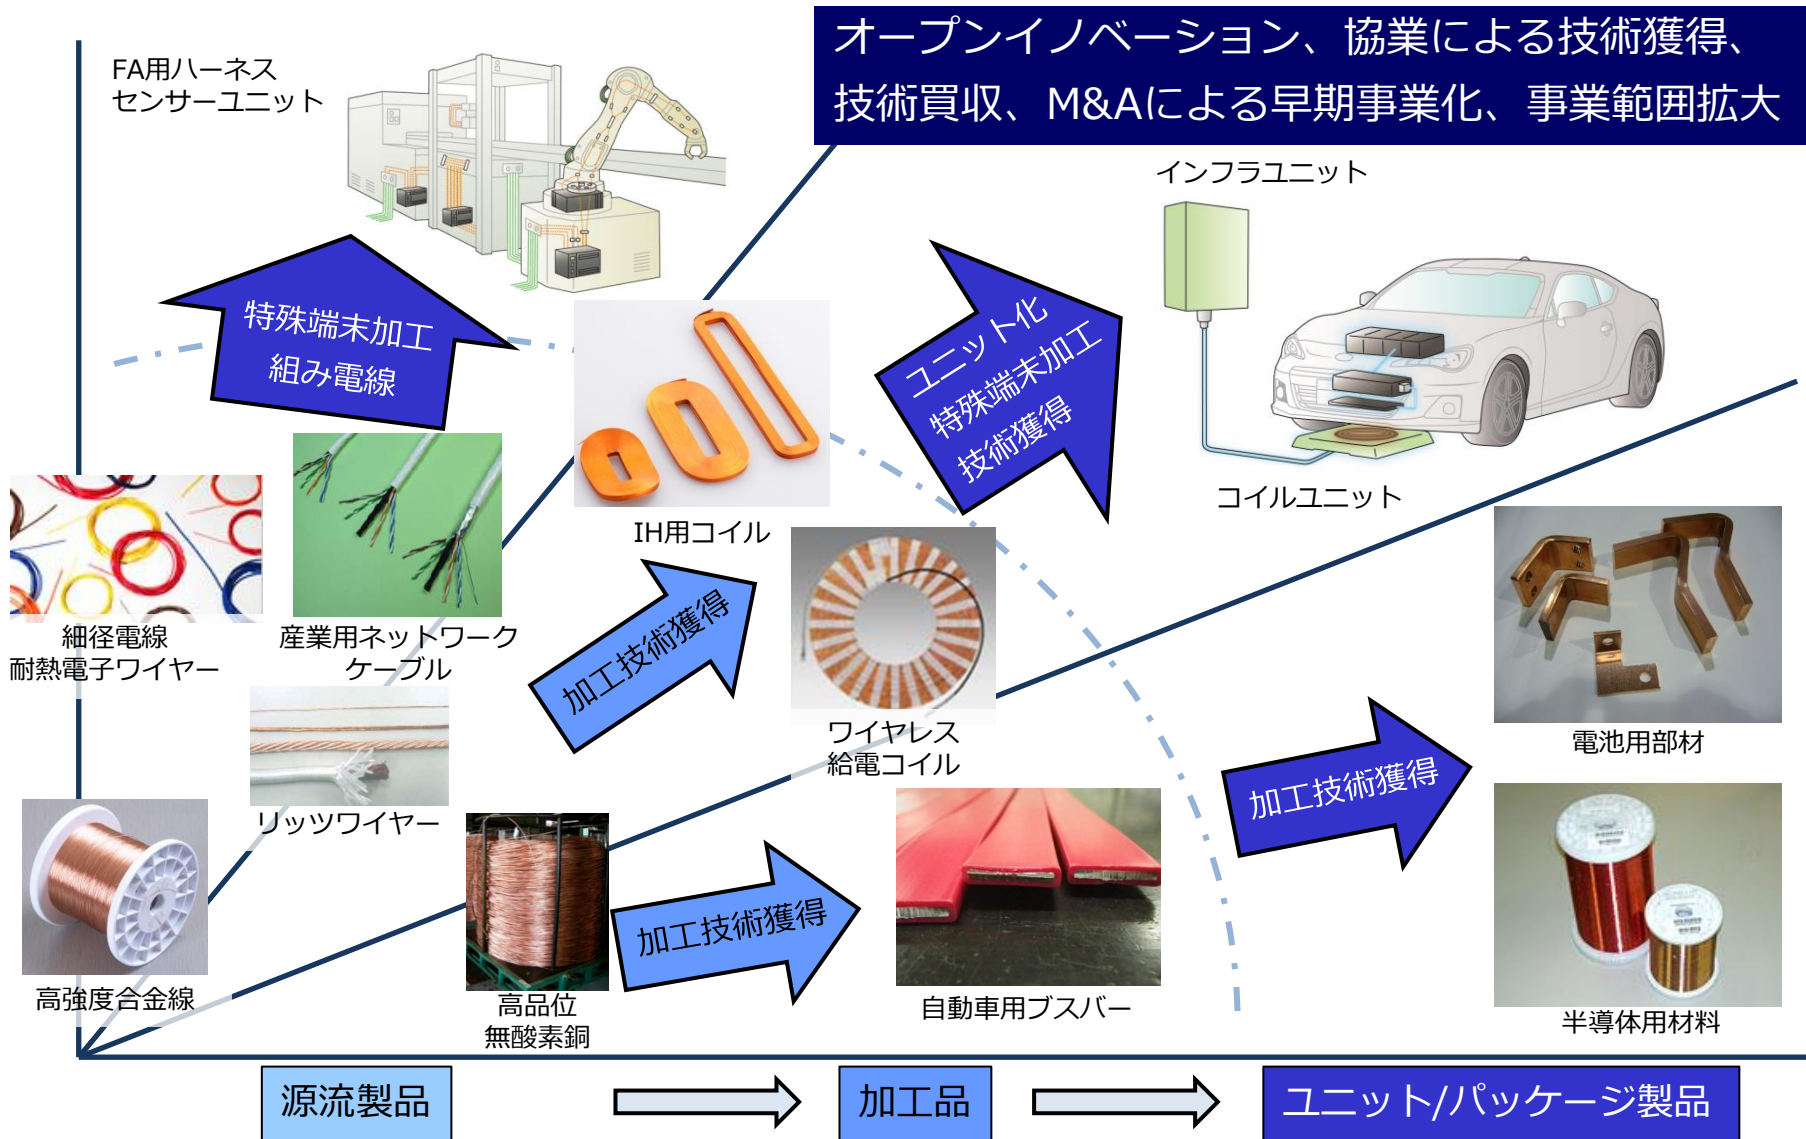 オープンイノベーション、協業による技術獲得、
技術買収、M&Aによる早期事業化、事業範囲拡大
FA用ハーネス
センサーユニット
インフラユニット
特殊端末加工
組み電線
ユニット化
特殊端末加工
技術獲得
コイルユニット
IH用コイル
細径電線
耐熱電子ワイヤー
産業用ネットワーク
ケーブル
加工技術獲得
ワイヤレス
給電コイル
電池用部材
リッツワイヤー
加工技術獲得
高強度合金線
高品位
無酸素銅
加工技術獲得
自動車用ブスバー
半導体用材料
源流製品
加工品
ユニット/パッケージ製品